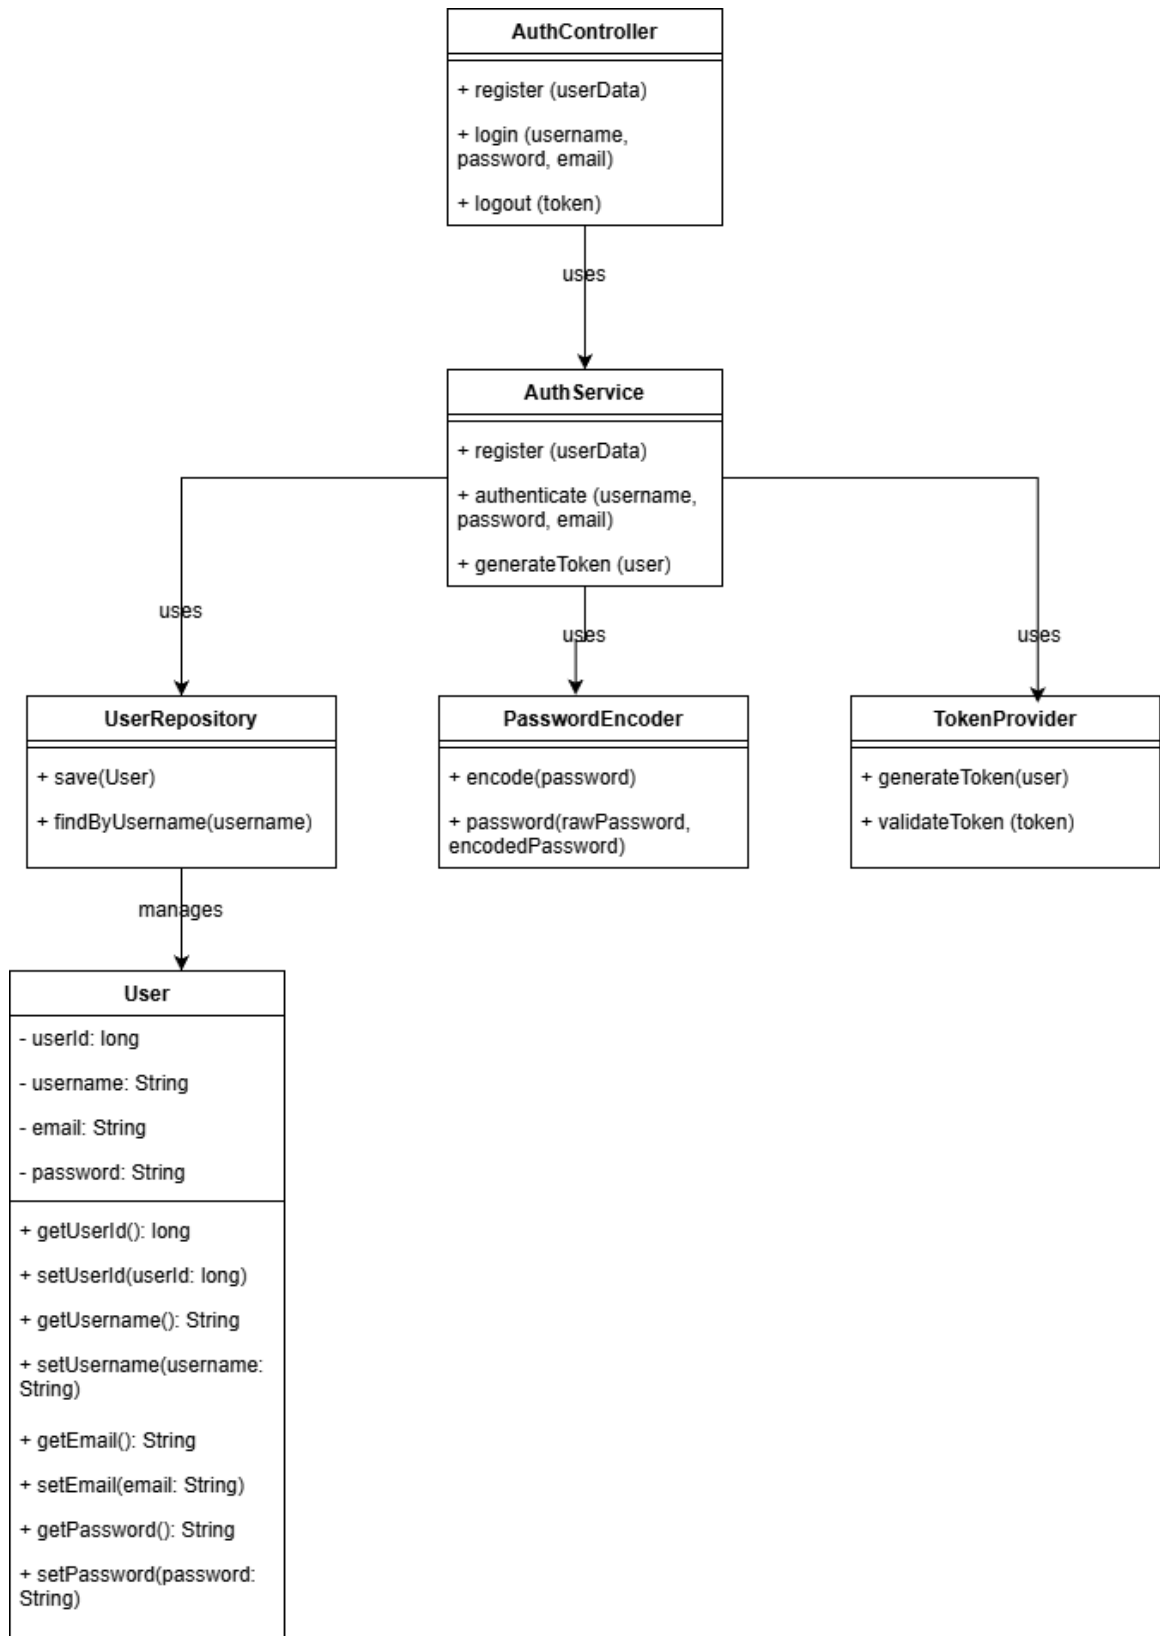 AuthController
+ register (userData)
+ login (username,
password, email)
+ logout (token)
uses
AuthService
+ register (userData)
+ authenticate (username,
password, email)
+ generateToken (user)
uses
uses
uses
UserRepository
+ save(User)
+ findByUsername(username)
PasswordEncoder
+ encode(password)
+ password(rawPassword,
encodedPassword)
TokenProvider
+ generateToken(user)
+ validateToken (token)
manages
User
- userId: long
- username: String
- email: String
- password: String
+ getUserId(): long
+ setUserId(userId: long)
+ getUsername(): String
+ setUsername(username:
String)
+ getEmail(): String
+ setEmail(email: String)
+ getPassword(): String
+ setPassword(password:
String)